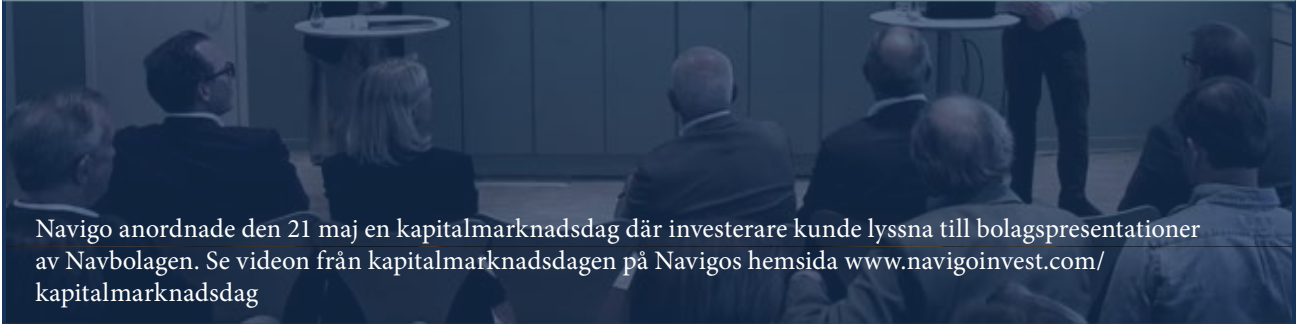 Navigo anordnade den 21 maj en kapitalmarknadsdag där investerare kunde lyssna till bolagspresentationer
av Navbolagen. Se videon från kapitalmarknadsdagen på Navigos hemsida www.navigoinvest.com/
kapitalmarknadsdag